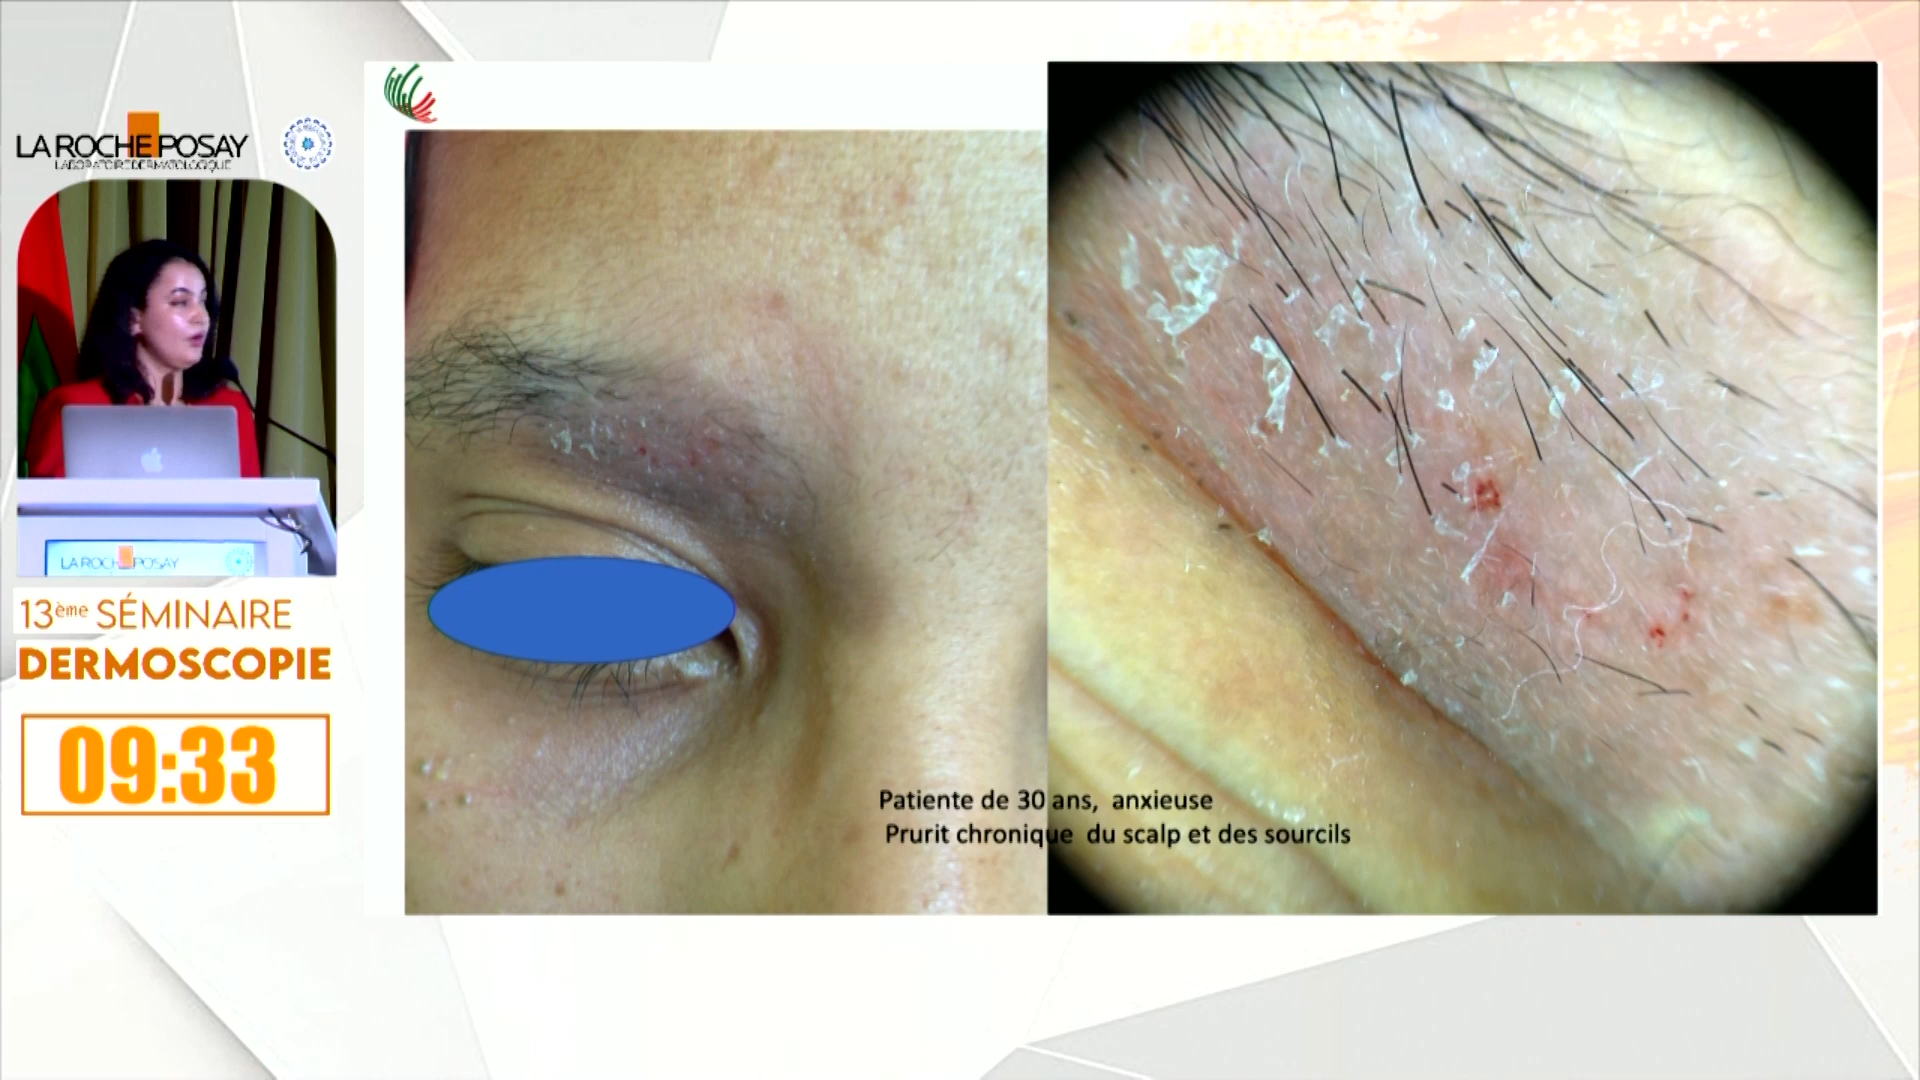 LA ROCHE POSAY
LABORATOIRE DERMATOLOGIQUE
LA ROCHE POSAY
13ème SÉMINAIRE
DERMOSCOPIE
09:33
Patiente de 30 ans, anxieuse
Prurit chronique du scalp et des sourcils